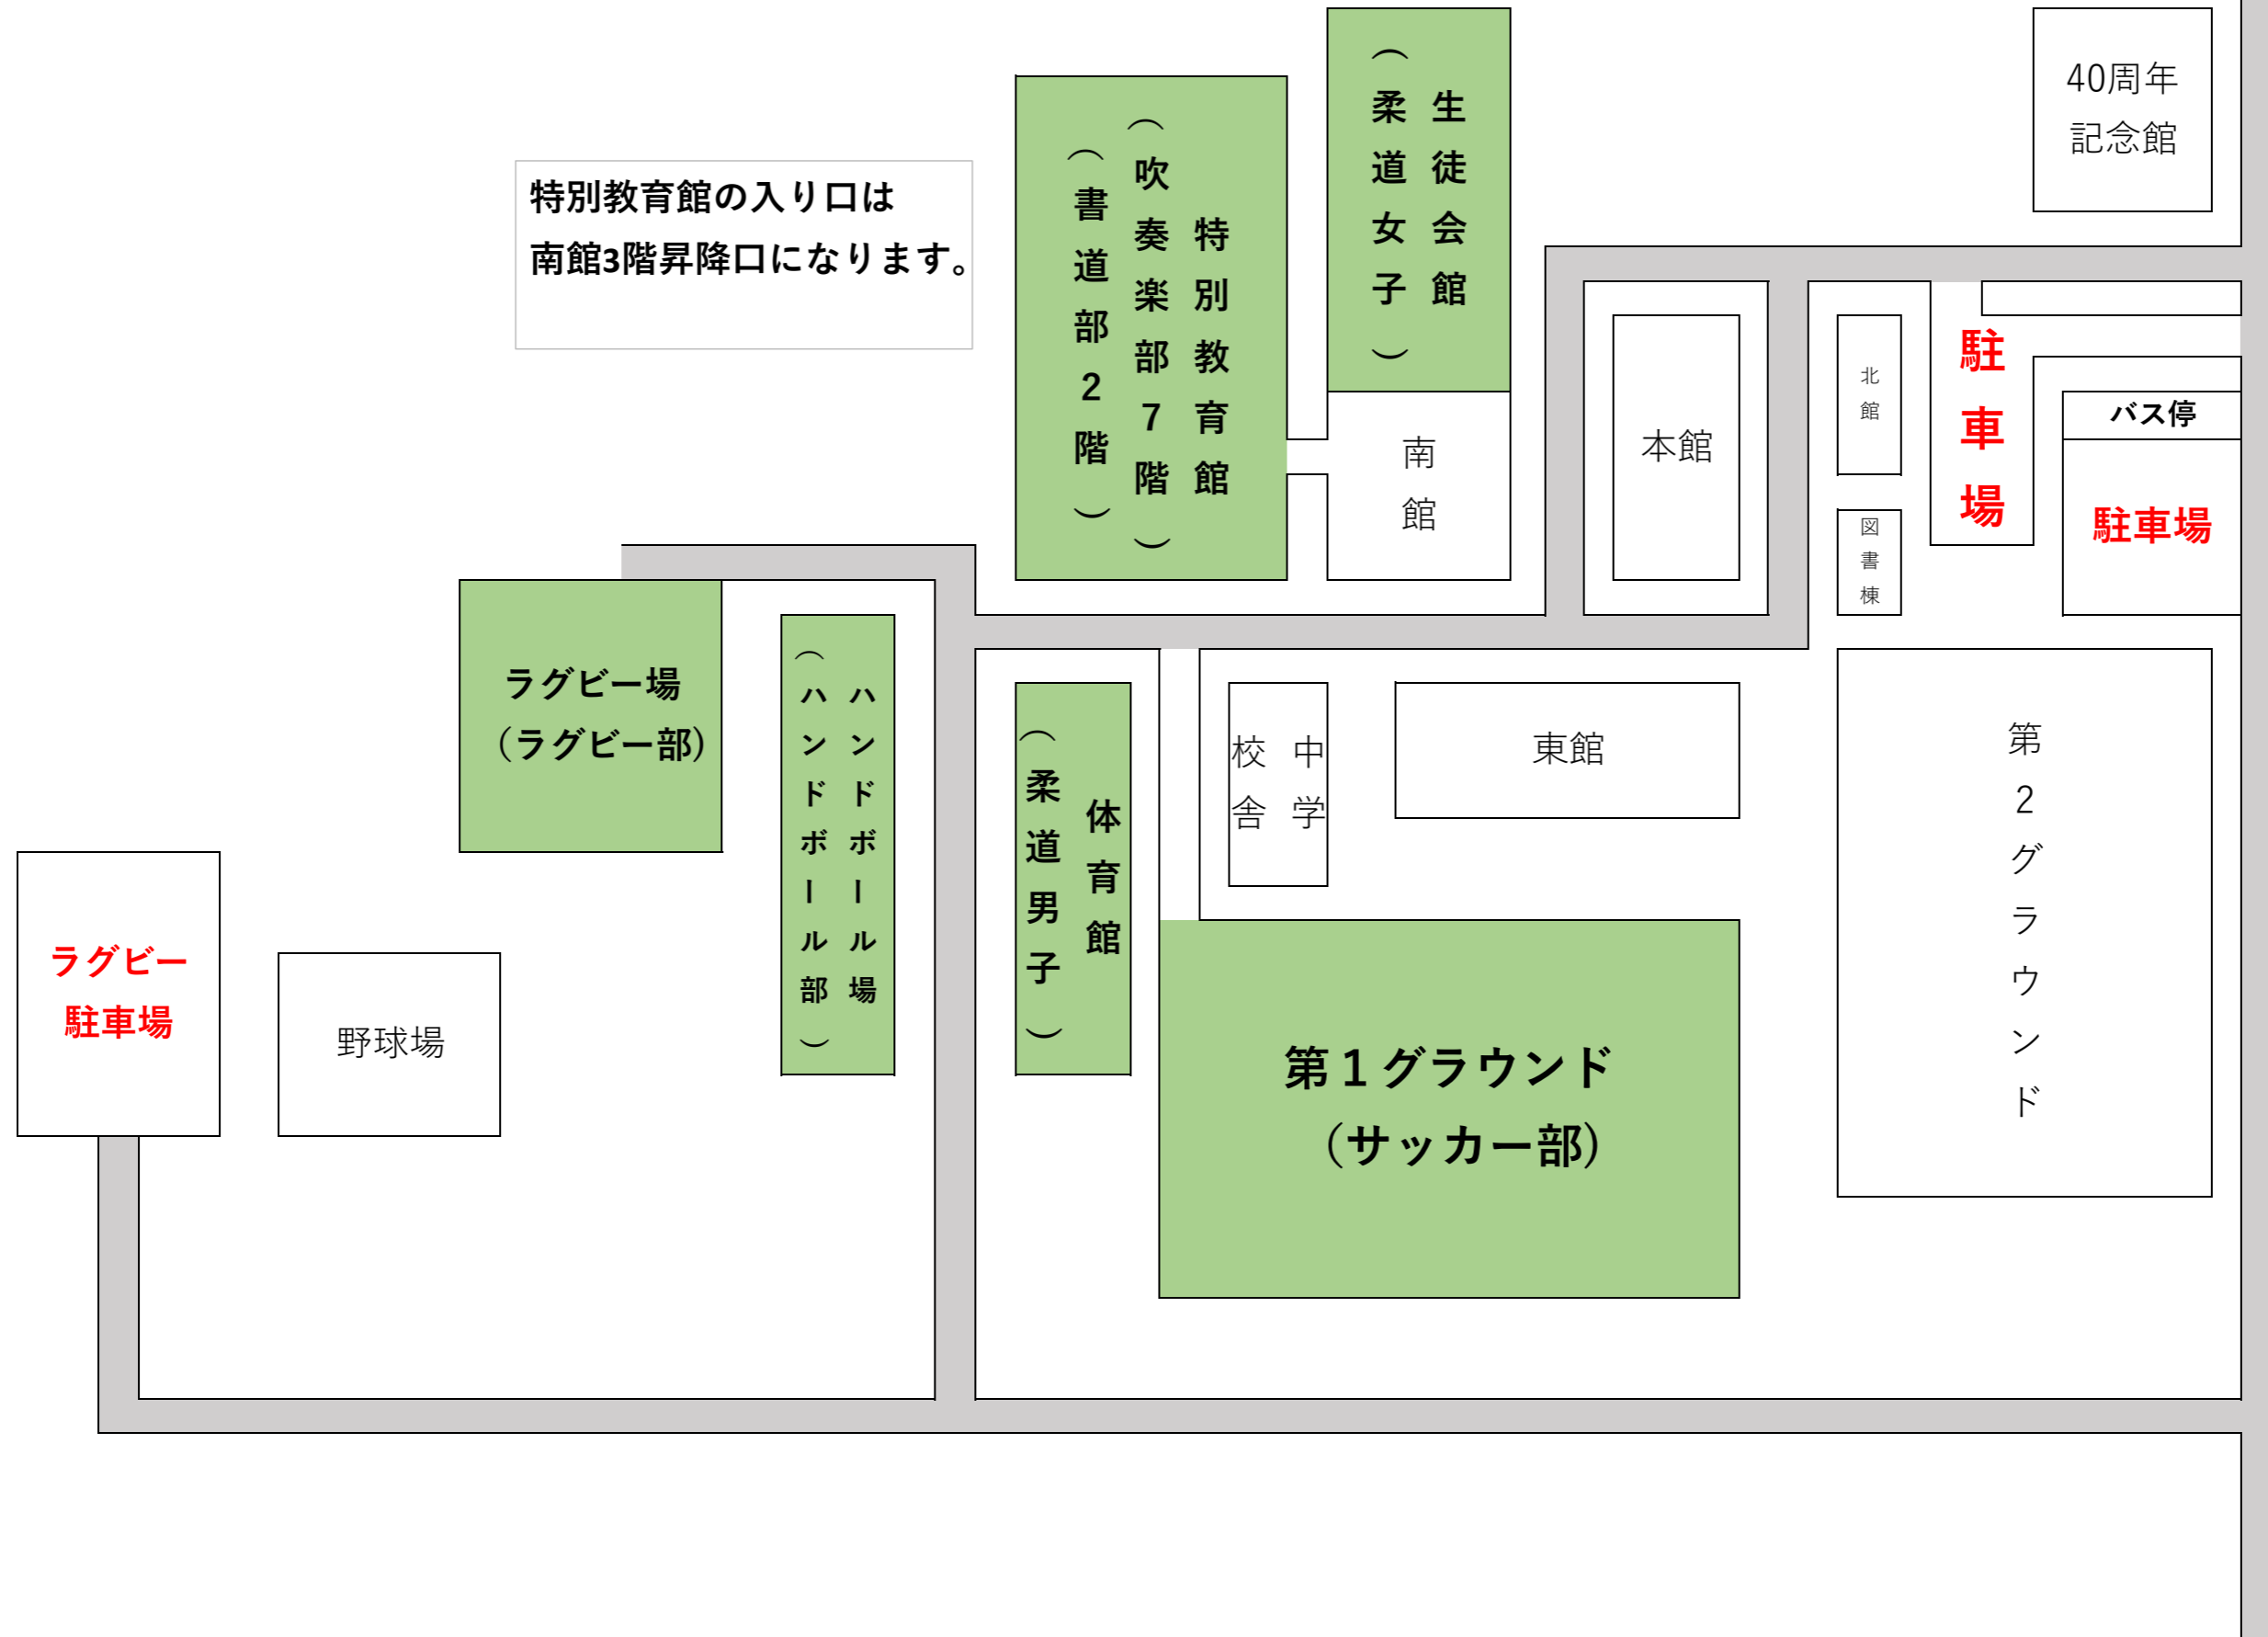 40周年
記念館
生徒会館
（柔道女子）
特別教育館
（吹奏楽部7階）
（書道部2階）
特別教育館の入り口は
南館3階昇降口になります。
南館
本館
北館
駐車場
バス停
駐車場
図書棟
ラグビー場
（ラグビー部）
ハンドボール場
（ハンドボール部）
体育館
（柔道男子）
中学
校舎
東館
第2グラウンド
ラグビー
駐車場
野球場
第1グラウンド
（サッカー部）